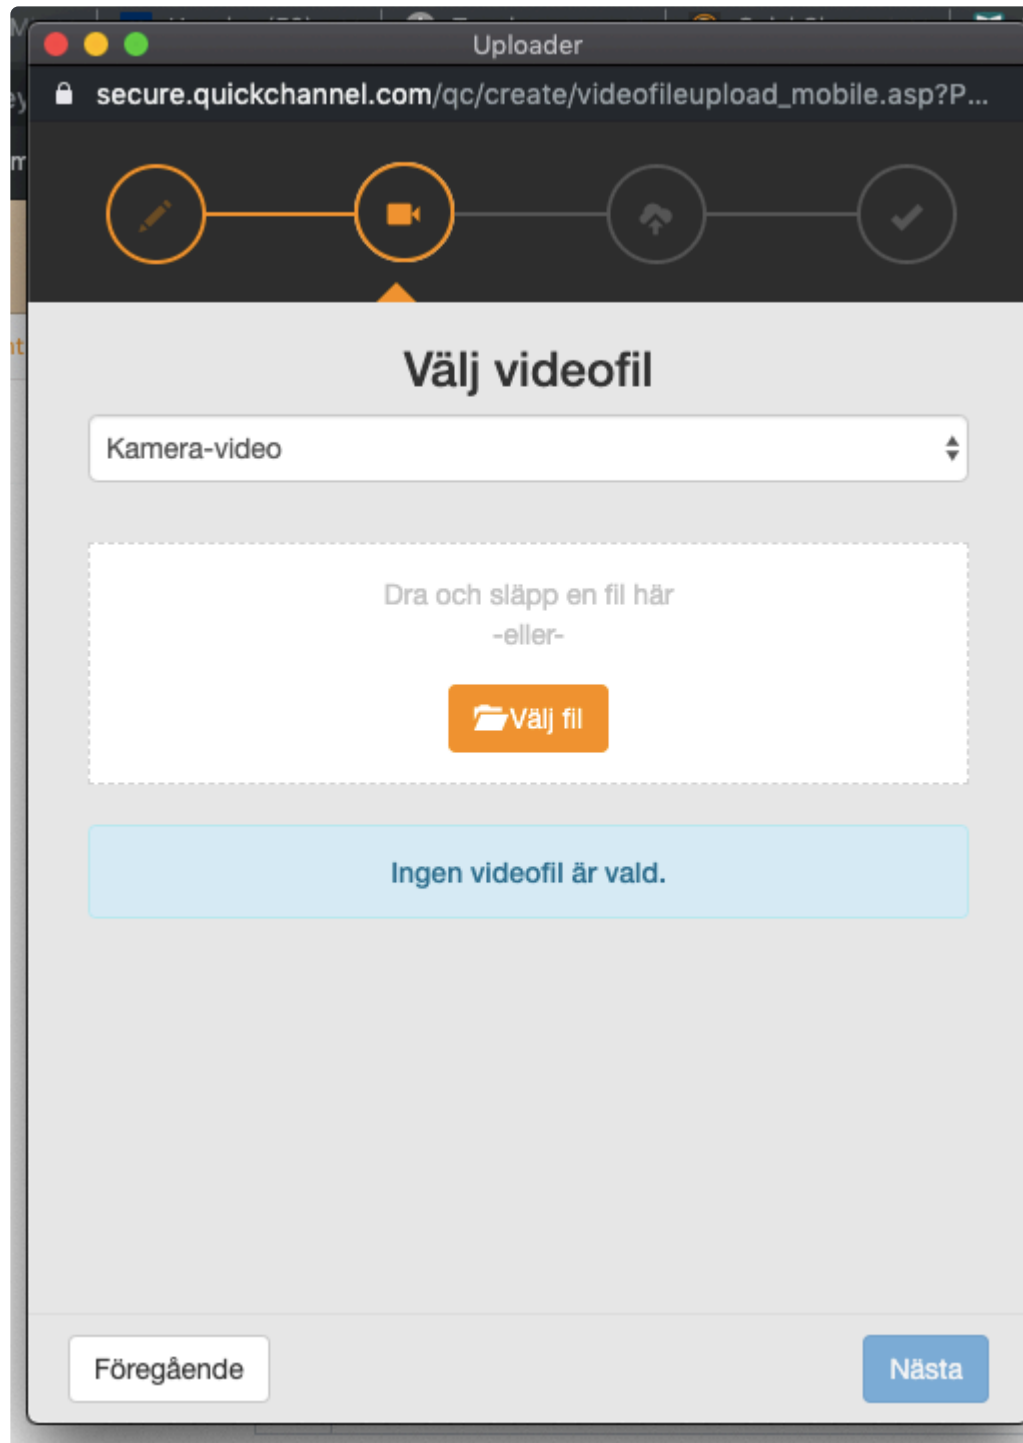 Uploader
secure.quickchannel.com/qc/create/videofileupload_mobile.asp?P...
Välj videofil
Kamera-video
Dra och släpp en fil här
-eller-
Välj fil
Ingen videofil är vald.
Föregående
Nästa